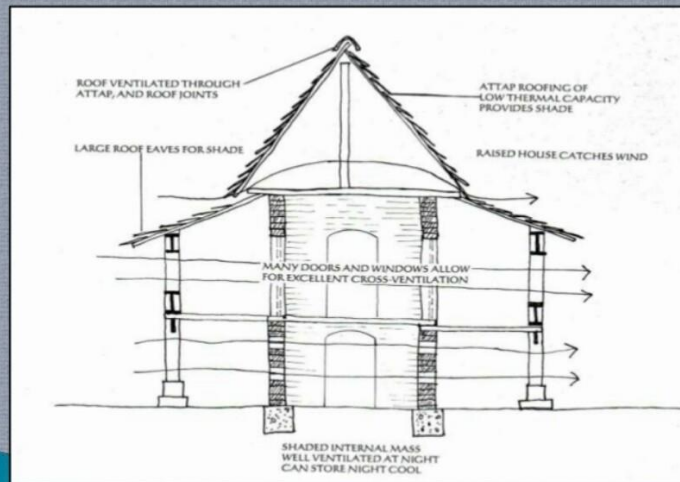 ROOF VENTILATED THROUGH
ATTAP, AND ROOF JOINTS
ATTAP ROOFING OF
LOW THERMAL CAPACITY
PROVIDES SHADE
LARGE ROOF EAVES FOR SHADE
RAISED HOUSE CATCHES WIND
MANY DOORS AND WINDOWS ALLOW
FOR EXCELLENT CROSS-VENTILATION
SHADED INTERNAL MASS
WELL VENTILATED AT NIGHT
CAN STORE NIGHT COOL